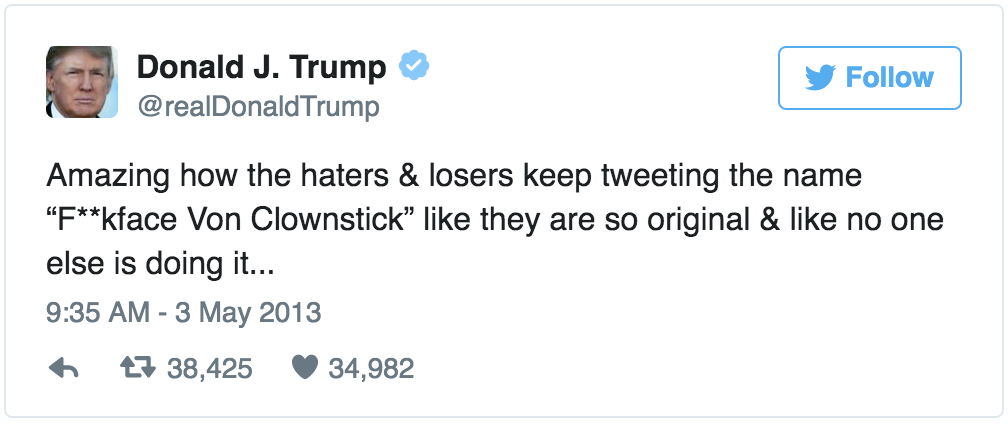 Donald J. Trump
@realDonaldTrump
Follow
Amazing how the haters & losers keep tweeting the name
“F**kface Von Clownstick” like they are so original & like no one
else is doing it...
9:35 AM - 3 May 2013
38,425 34,982